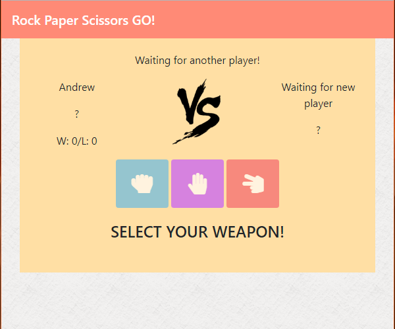 Rock Paper Scissors GO!
Waiting for another player!
Andrew
?
W: 0/L: 0
VS
Waiting for new
player
?
SELECT YOUR WEAPON!